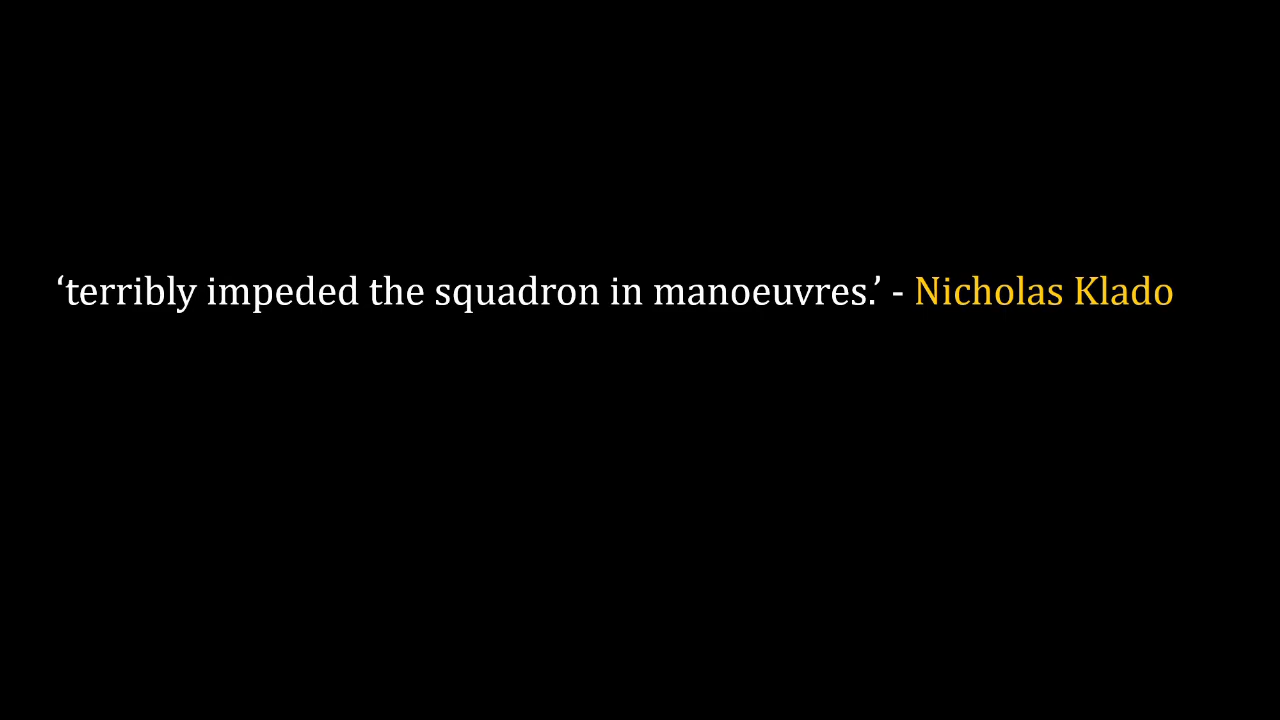 ‘terribly impeded the squadron in manoeuvres.’ - Nicholas Klado